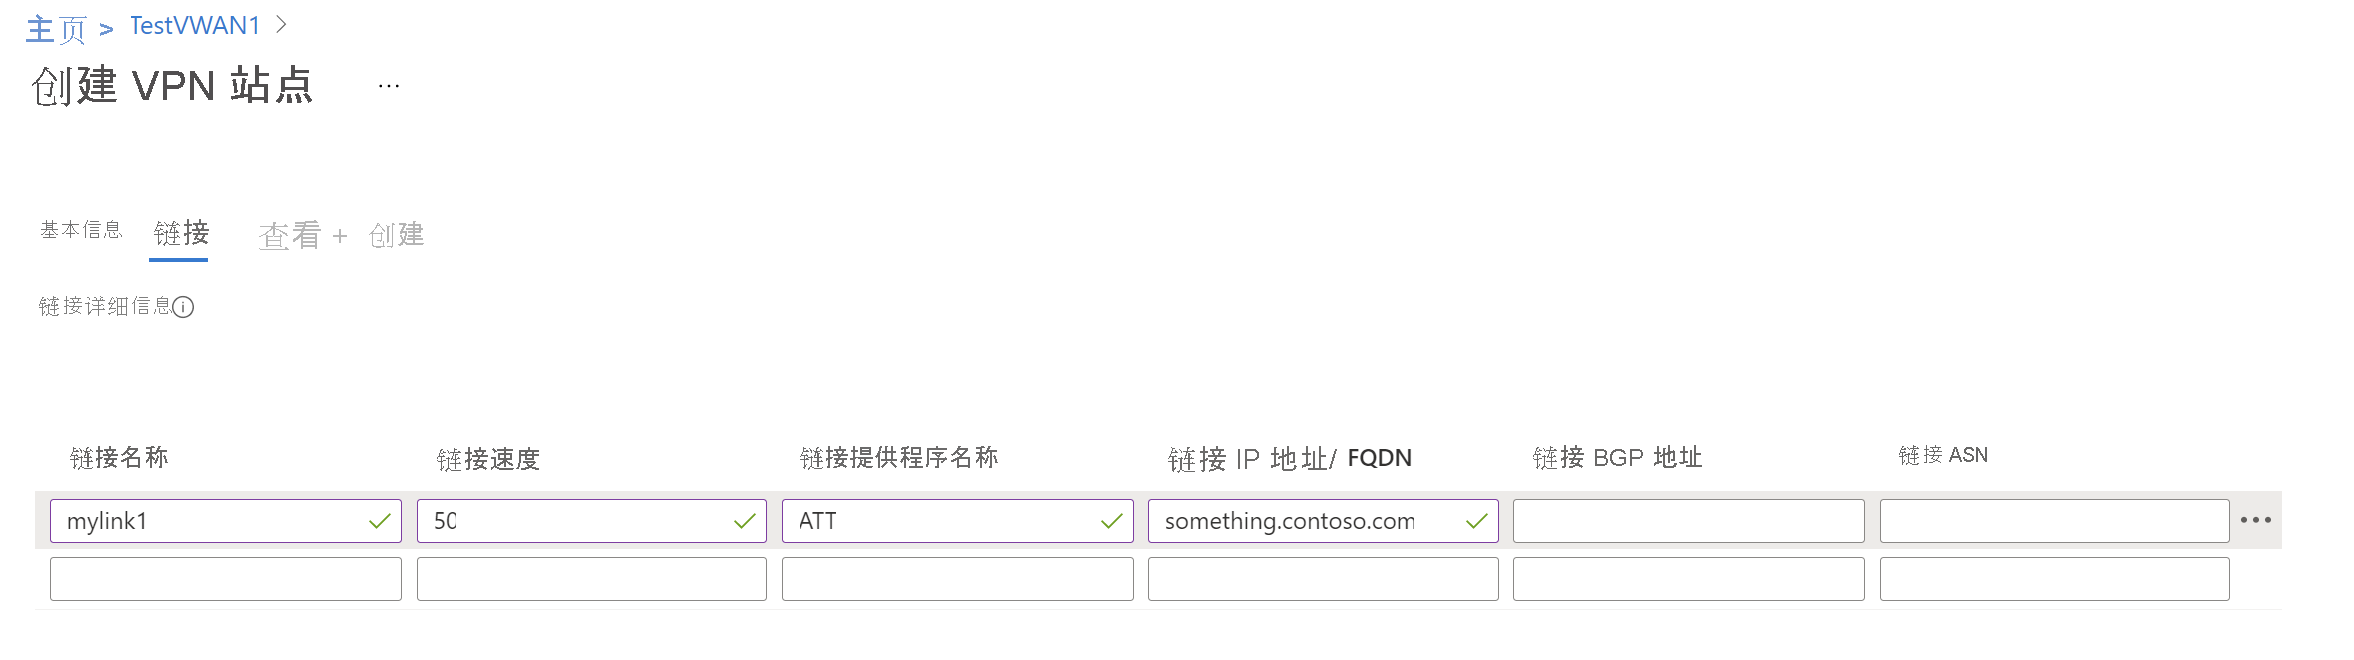 主页 > TestVWAN1 >
创建 VPN 站点 ...
基本信息 链接 查看 + 创建
链接详细信息
链接名称 链接速度 链接提供程序名称 链接 IP 地址/ FQDN 链接 BGP 地址 链接 ASN
mylink1 50 ATT something.contoso.com